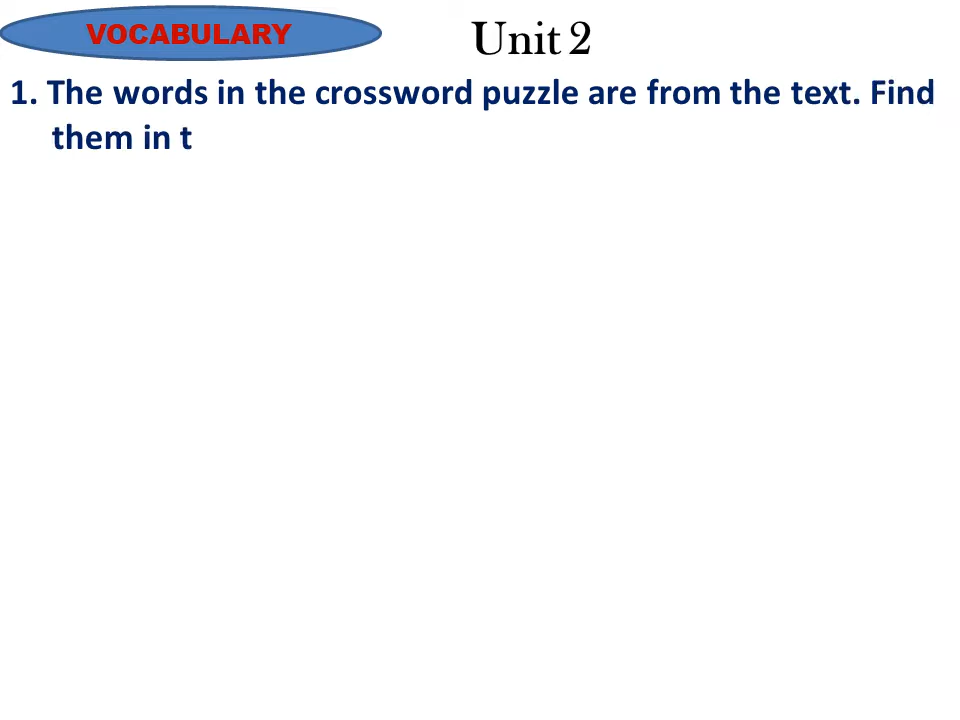 VOCABULARY
Unit 2
1. The words in the crossword puzzle are from the text. Find
them in t